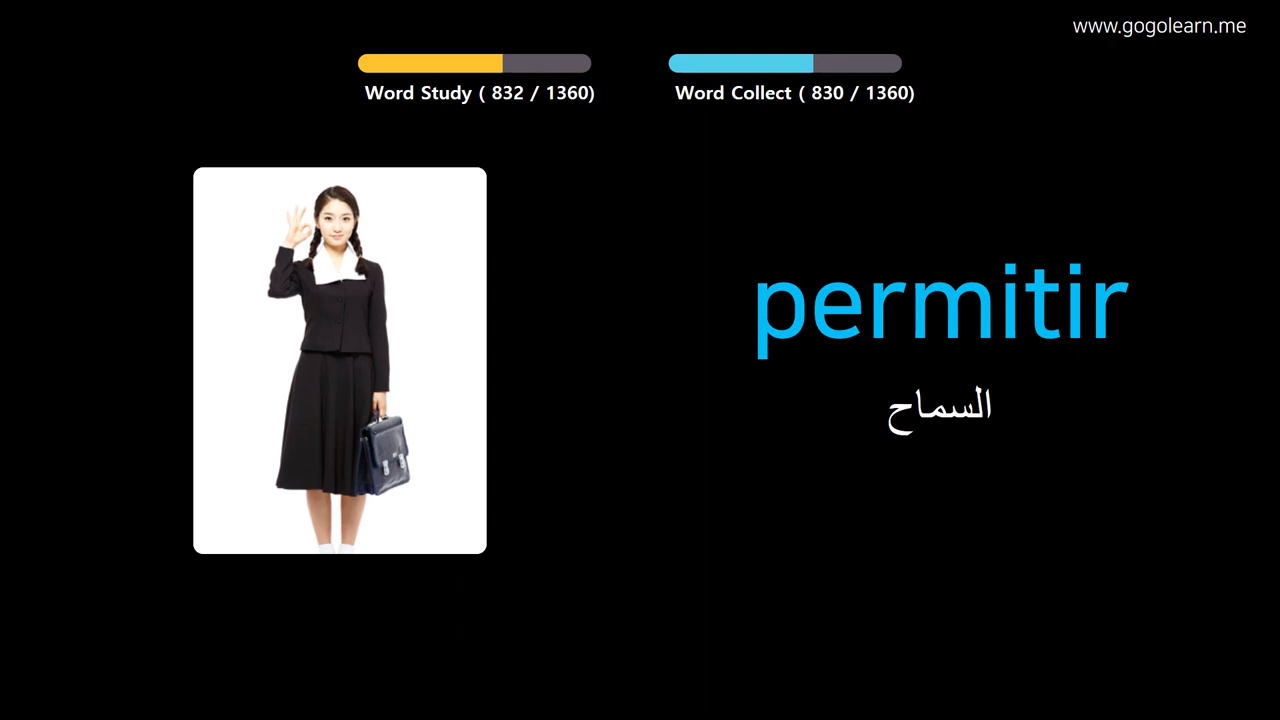 www.gogolearn.me
Word Study ( 832 / 1360)
Word Collect ( 830 / 1360)
permitir
السماح